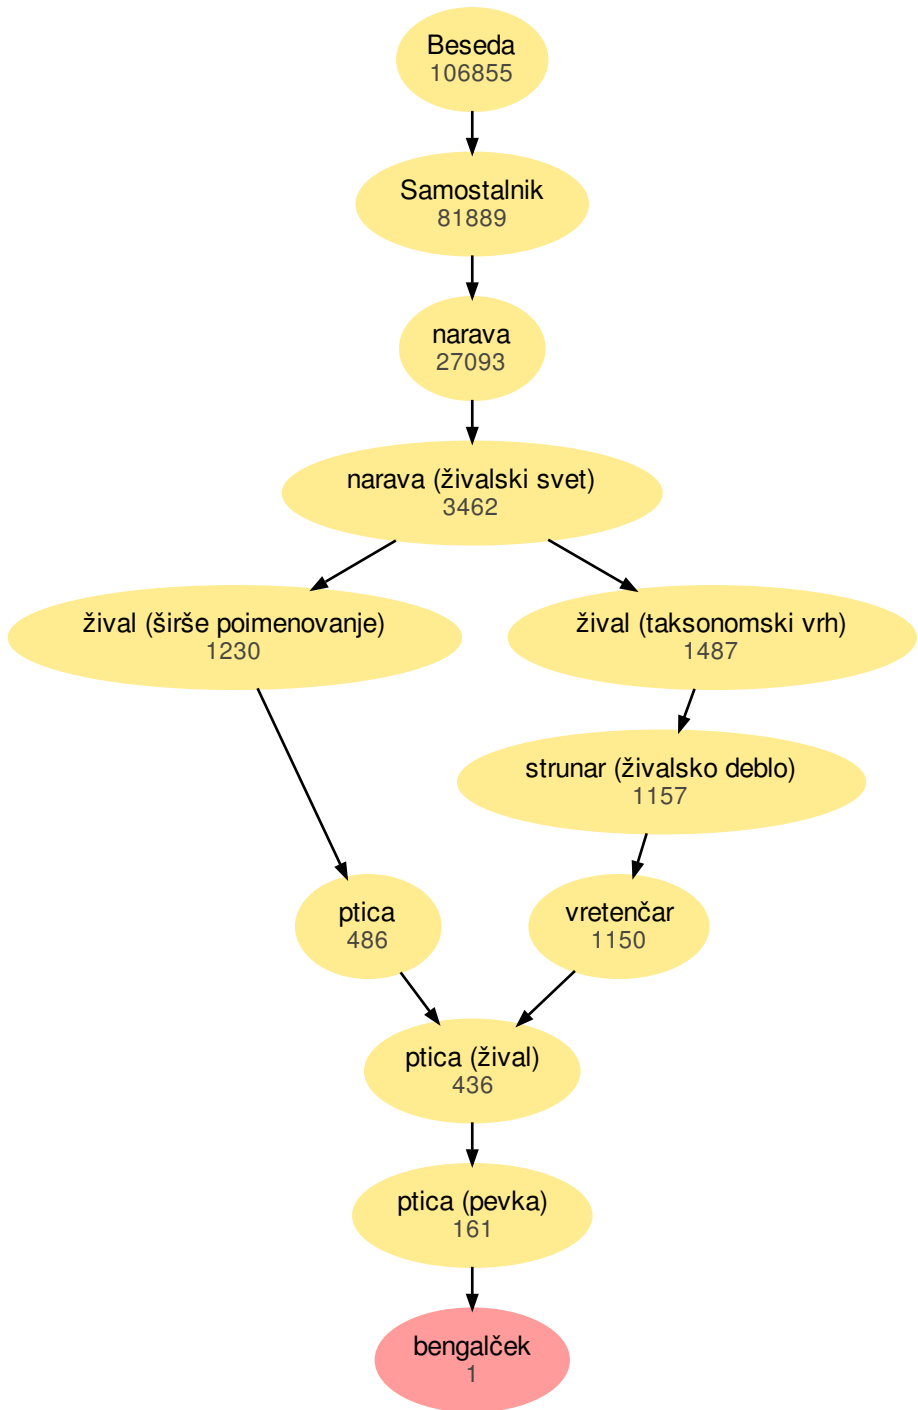 Beseda
106855
Samostalnik
81889
narava
27093
narava (živalski svet)
3462
žival (širše poimenovanje)
1230
žival (taksonomski vrh)
1487
strunar (živalsko deblo)
1157
ptica
486
vretenčar
1150
ptica (žival)
436
ptica (pevka)
161
bengalček
1